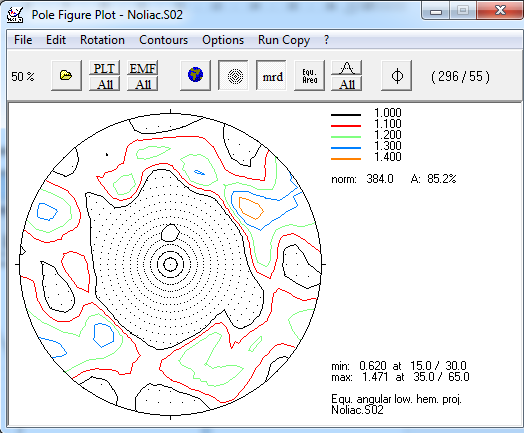 Pole Figure Plot - Noliac.S02
File Edit Rotation Contours Options Run Copy ?
50 % PLT All EMF All mrd Equ. Area All (296 / 55)
1.000
1.100
1.200
1.300
1.400
norm: 384.0 A: 85.2%
min: 0.620 at 15.0 / 30.0
max: 1.471 at 35.0 / 65.0
Equ. angular low. hem. proj.
Noliac.S02